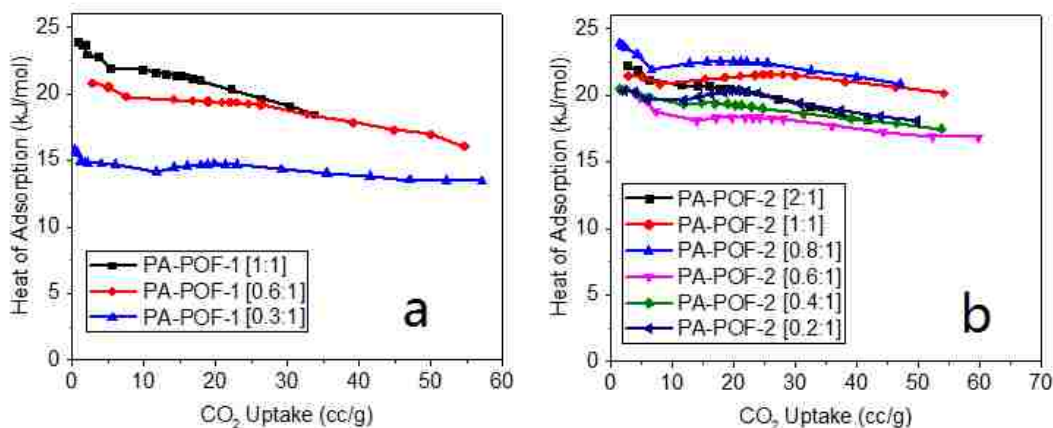 25
20
15
10
5
0
Heat of Adsorption (kJ/mol)
PA-POF-1 [1:1]
PA-POF-1 [0.6:1]
PA-POF-1 [0.3:1]
a
0 10 20 30 40 50 60
CO₂ Uptake (cc/g)
25
20
15
10
5
0
Heat of Adsorption (kJ/mol)
PA-POF-2 [2:1]
PA-POF-2 [1:1]
PA-POF-2 [0.8:1]
PA-POF-2 [0.6:1]
PA-POF-2 [0.4:1]
PA-POF-2 [0.2:1]
b
0 10 20 30 40 50 60 70
CO₂ Uptake (cc/g)